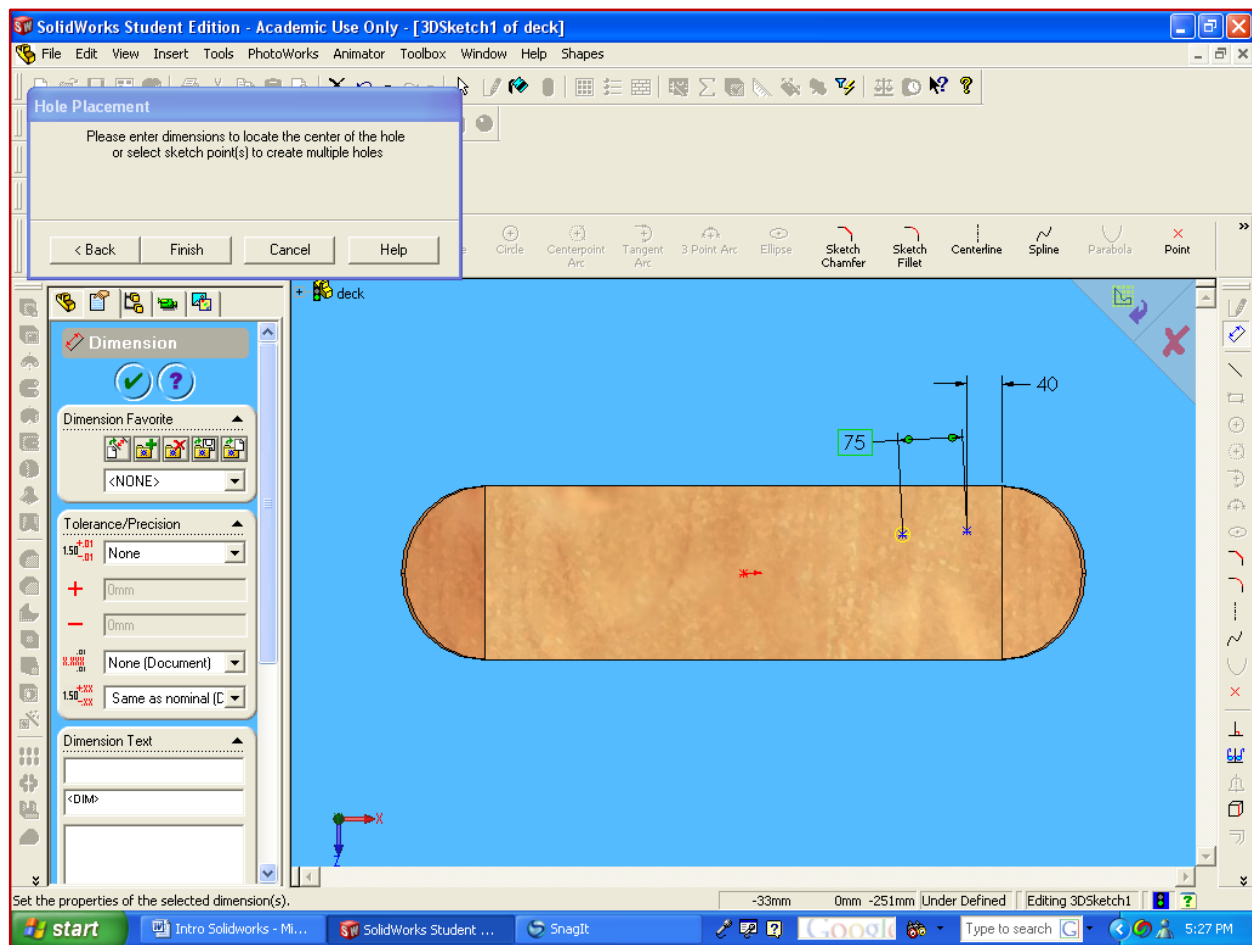 SolidWorks Student Edition - Academic Use Only - [3DSketch1 of deck]
File Edit View Insert Tools PhotoWorks Animator Toolbox Window Help Shapes
Hole Placement
Please enter dimensions to locate the center of the hole
or select sketch point(s) to create multiple holes
< Back Finish Cancel Help
Circle Centerpoint Arc Tangent Arc 3 Point Arc Ellipse Sketch Chamfer Sketch Fillet Centerline Spline Parabola Point
deck
Dimension
Dimension Favorite
<NONE>
Tolerance/Precision
None
0mm
0mm
None (Document)
Same as nominal (D
Dimension Text
<DIM>
40
75
X
Z
Set the properties of the selected dimension(s).
-33mm 0mm -251mm Under Defined Editing 3DSketch1
start Intro Solidworks - Mi... SolidWorks Student ... SnagIt Google Type to search 5:27 PM